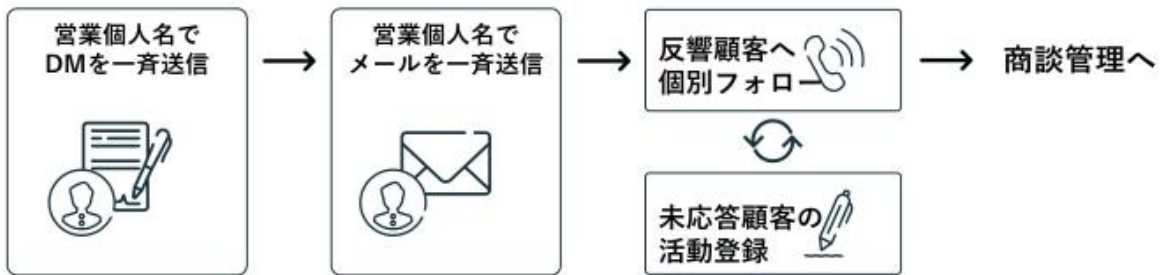 営業個人名で
DMを一斉送信
営業個人名で
メールを一斉送信
反響顧客へ
個別フォロー
商談管理へ
未応答顧客の
活動登録